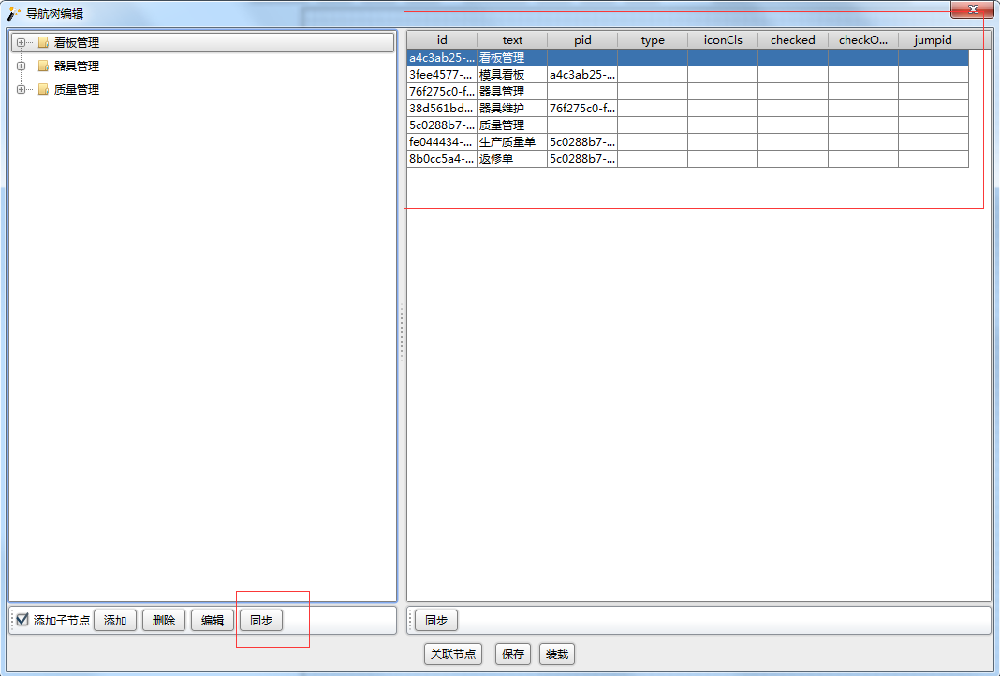 导航树编辑
看板管理
器具管理
质量管理
id text pid type iconCls checked checkO... jumpid
a4c3ab25-... 看板管理
3fee4577-... 模具看板 a4c3ab25-...
76f275c0-f... 器具管理
38d561bd... 器具维护 76f275c0-f...
5c0288b7-... 质量管理
fe044434-... 生产质量单 5c0288b7-...
8b0cc5a4-... 返修单 5c0288b7-...
添加子节点 添加 删除 编辑 同步
同步
关联节点 保存 装载